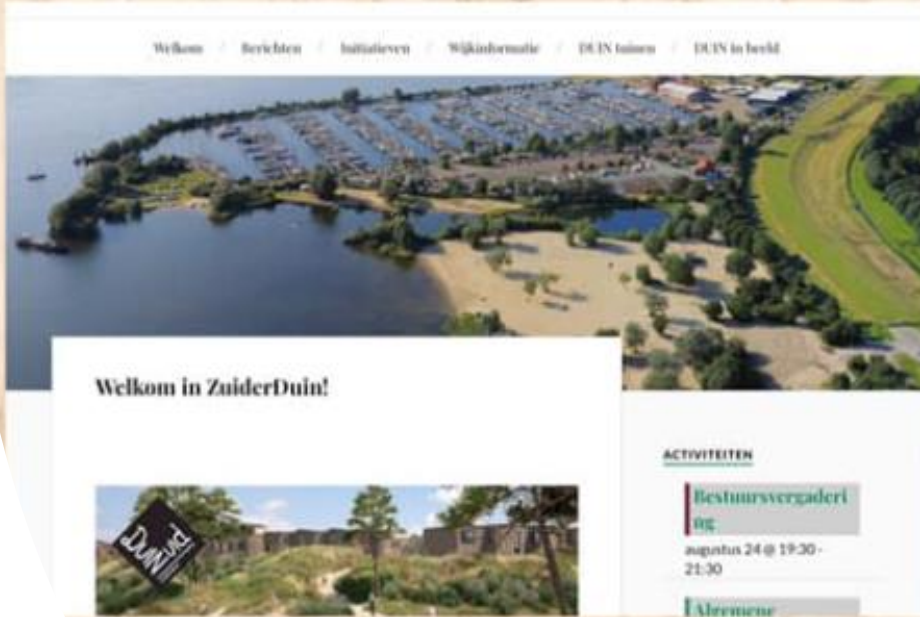 Welkom / Berichten / Initiatieven / Wijkinformatie / DUIN tuinen / DUIN in beeld
Welkom in ZuiderDuin!
ACTIVITEITEN
Bestuursvergaderi
ng
augustus 24 @ 19:30 -
21:30